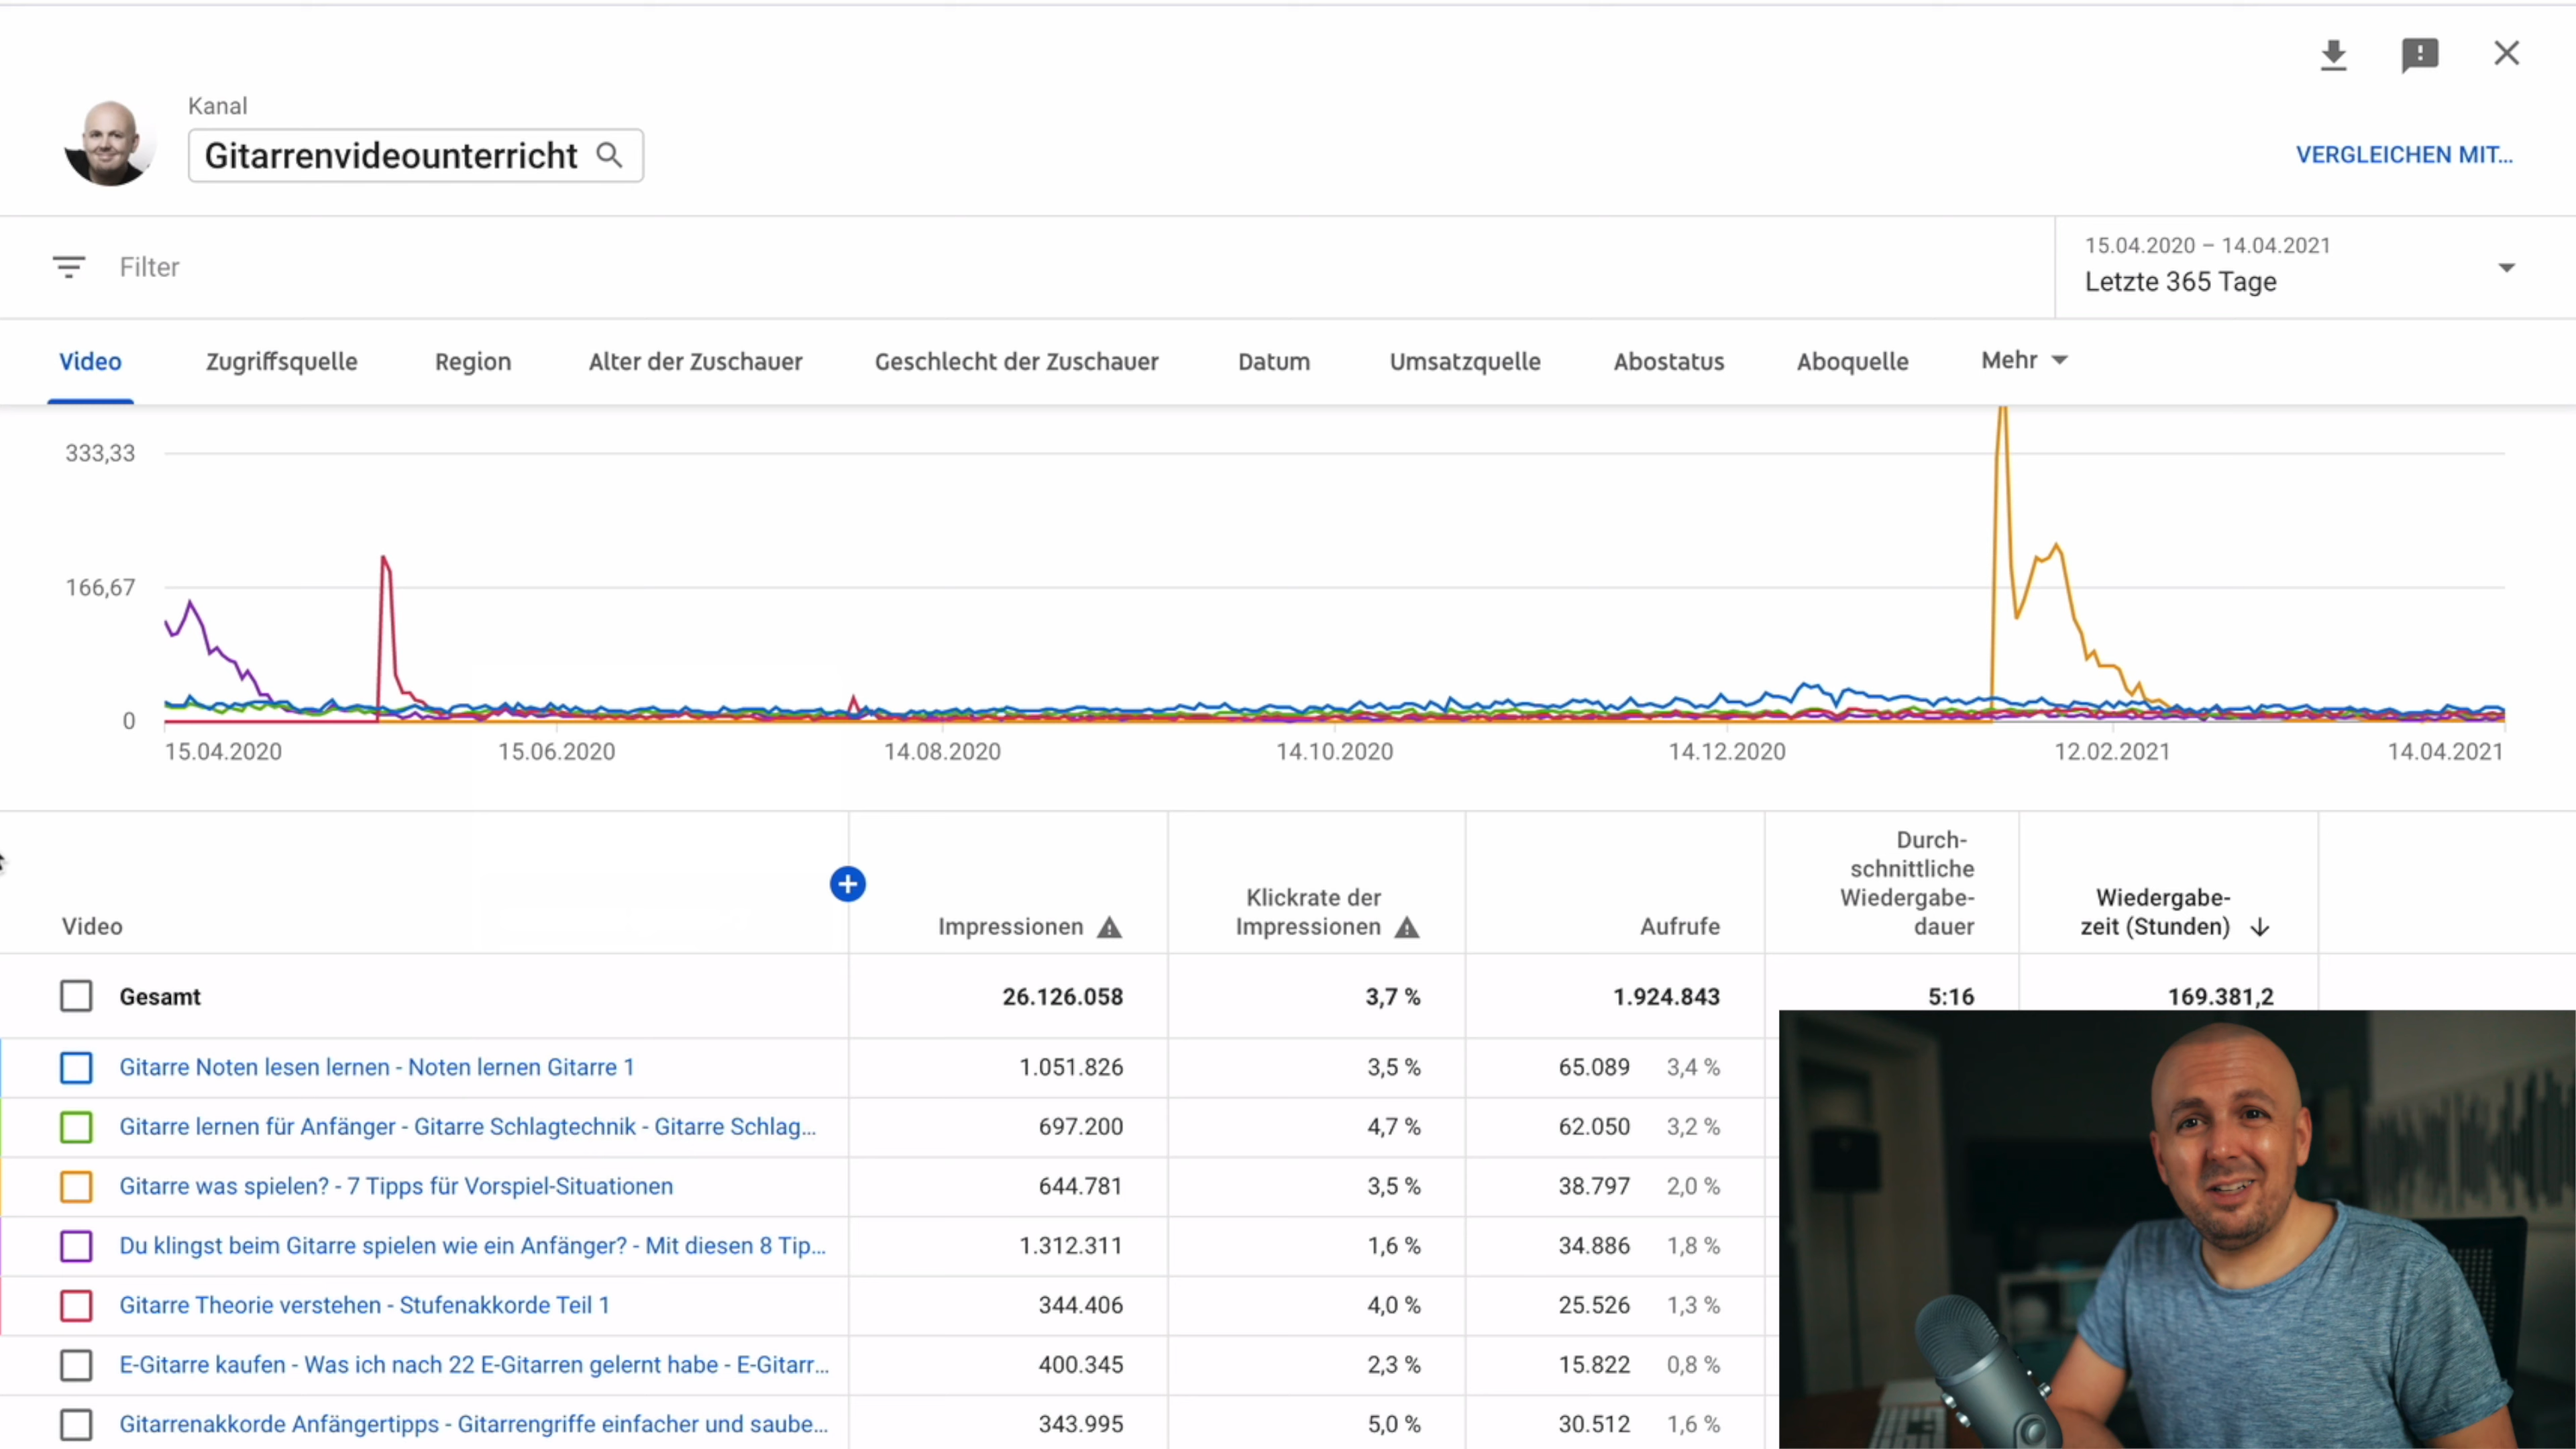 Kanal
Gitarrenvideounterricht
VERGLEICHEN MIT...
Filter
15.04.2020 – 14.04.2021
Letzte 365 Tage
Video Zugriffsquelle Region Alter der Zuschauer Geschlecht der Zuschauer Datum Umsatzquelle Abostatus Aboquelle Mehr
333,33
166,67
0
15.04.2020 15.06.2020 14.08.2020 14.10.2020 14.12.2020 12.02.2021 14.04.2021
Durch-
schnittliche
Klickrate der Wiedergabe- Wiedergabe-
Video Impressionen Impressionen Aufrufe dauer zeit (Stunden)
Gesamt 26.126.058 3,7 % 1.924.843 5:16 169.381,2
Gitarre Noten lesen lernen - Noten lernen Gitarre 1 1.051.826 3,5 % 65.089 3,4 %
Gitarre lernen für Anfänger - Gitarre Schlagtechnik - Gitarre Schlag... 697.200 4,7 % 62.050 3,2 %
Gitarre was spielen? - 7 Tipps für Vorspiel-Situationen 644.781 3,5 % 38.797 2,0 %
Du klingst beim Gitarre spielen wie ein Anfänger? - Mit diesen 8 Tip... 1.312.311 1,6 % 34.886 1,8 %
Gitarre Theorie verstehen - Stufenakkorde Teil 1 344.406 4,0 % 25.526 1,3 %
E-Gitarre kaufen - Was ich nach 22 E-Gitarren gelernt habe - E-Gitarr... 400.345 2,3 % 15.822 0,8 %
Gitarrenakkorde Anfängertipps - Gitarrengriffe einfacher und saube... 343.995 5,0 % 30.512 1,6 %